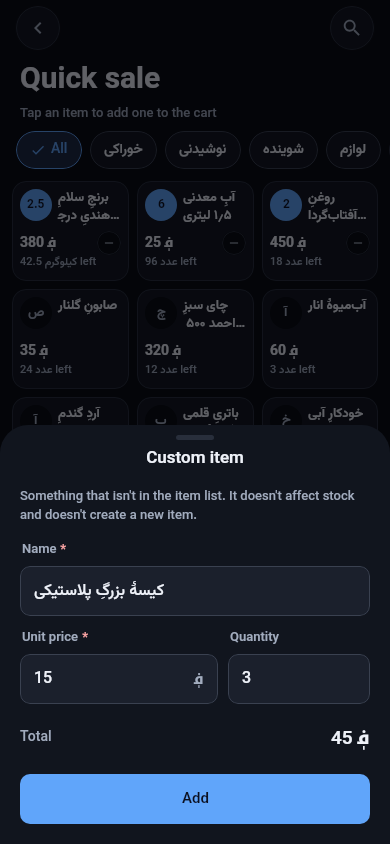 Quick sale
Tap an item to add one to the cart
All
خوراکی
نوشیدنی
شوینده
لوازم
2.5
برنج سلامِ
هندیِ درجـ…
380 ؋
42.5 کیلوگرم left
6
آبِ معدنی
۱٫۵ لیتری
25 ؋
96 عدد left
2
روغنِ
آفتاب‌گردا…
450 ؋
18 عدد left
ص
صابونِ گلنار
35 ؋
24 عدد left
چ
چای سبزِ
احمد ۵۰۰…
320 ؋
12 عدد left
آ
آب‌میوهٔ انار
60 ؋
3 عدد left
آ
آردِ گندمِ
ب
باتریِ قلمی
خ
خودکارِ آبی
Custom item
Something that isn't in the item list. It doesn't affect stock
and doesn't create a new item.
Name *
کیسهٔ بزرگِ پلاستیکی
Unit price *
Quantity
15 ؋
3
Total
45 ؋
Add